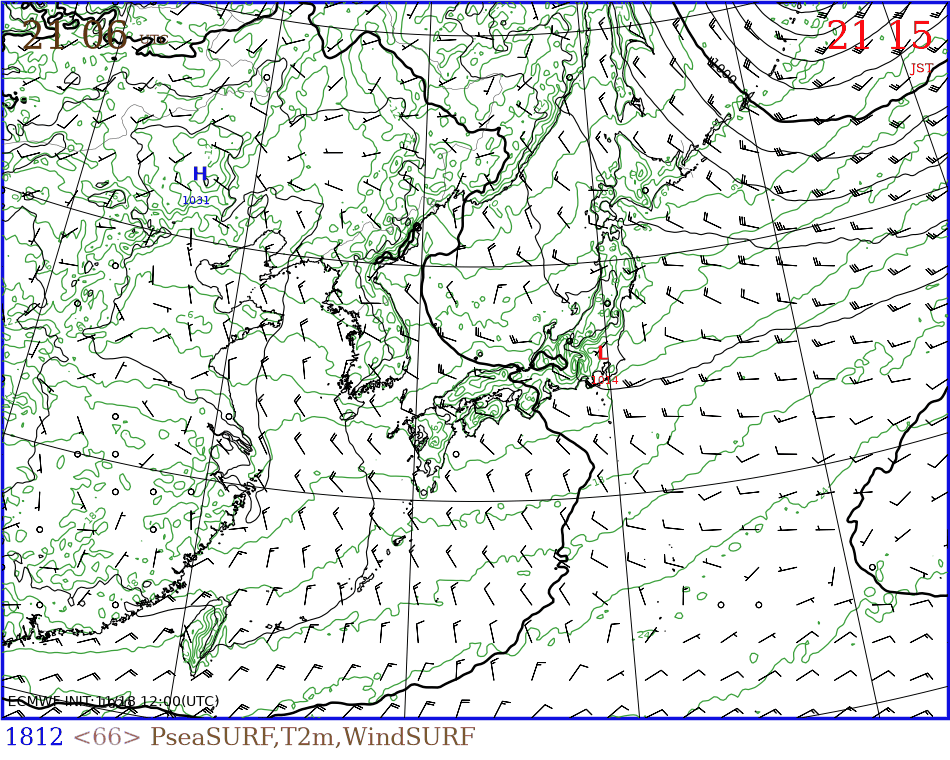 21 06 UTC
21 15
JST
1000
H
1031
L
1014
ECMWF INIT: 11/18 12:00(UTC)
1812 <66> PseaSURF,T2m,WindSURF